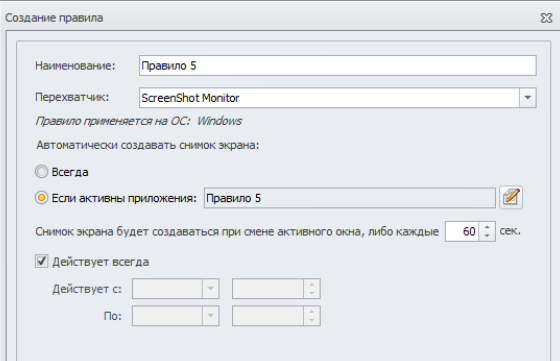 Создание правила
Наименование: Правило 5
Перехватчик: ScreenShot Monitor
Правило применяется на ОС: Windows
Автоматически создавать снимок экрана:
Всегда
Если активны приложения: Правило 5
Снимок экрана будет создаваться при смене активного окна, либо каждые 60 сек.
Действует всегда
Действует с:
По: